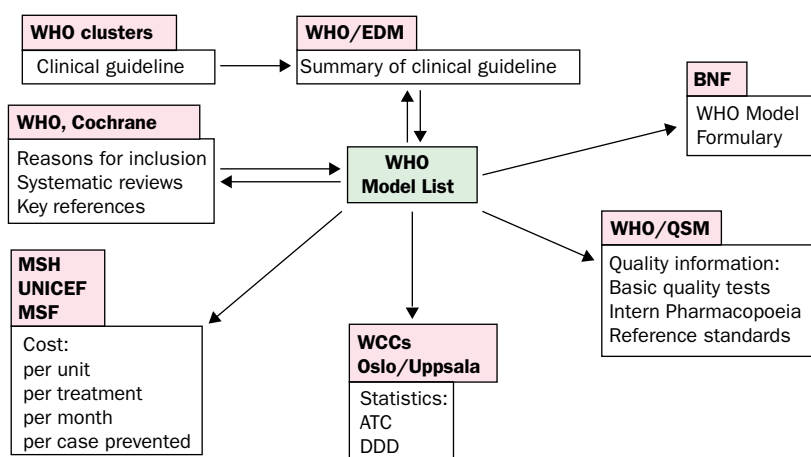 WHO clusters
Clinical guideline
WHO/EDM
Summary of clinical guideline
BNF
WHO Model
Formulary
WHO, Cochrane
Reasons for inclusion
Systematic reviews
Key references
WHO
Model List
WHO/QSM
Quality information:
Basic quality tests
Intern Pharmacopoeia
Reference standards
MSH
UNICEF
MSF
Cost:
per unit
per treatment
per month
per case prevented
WCCs
Oslo/Uppsala
Statistics:
ATC
DDD